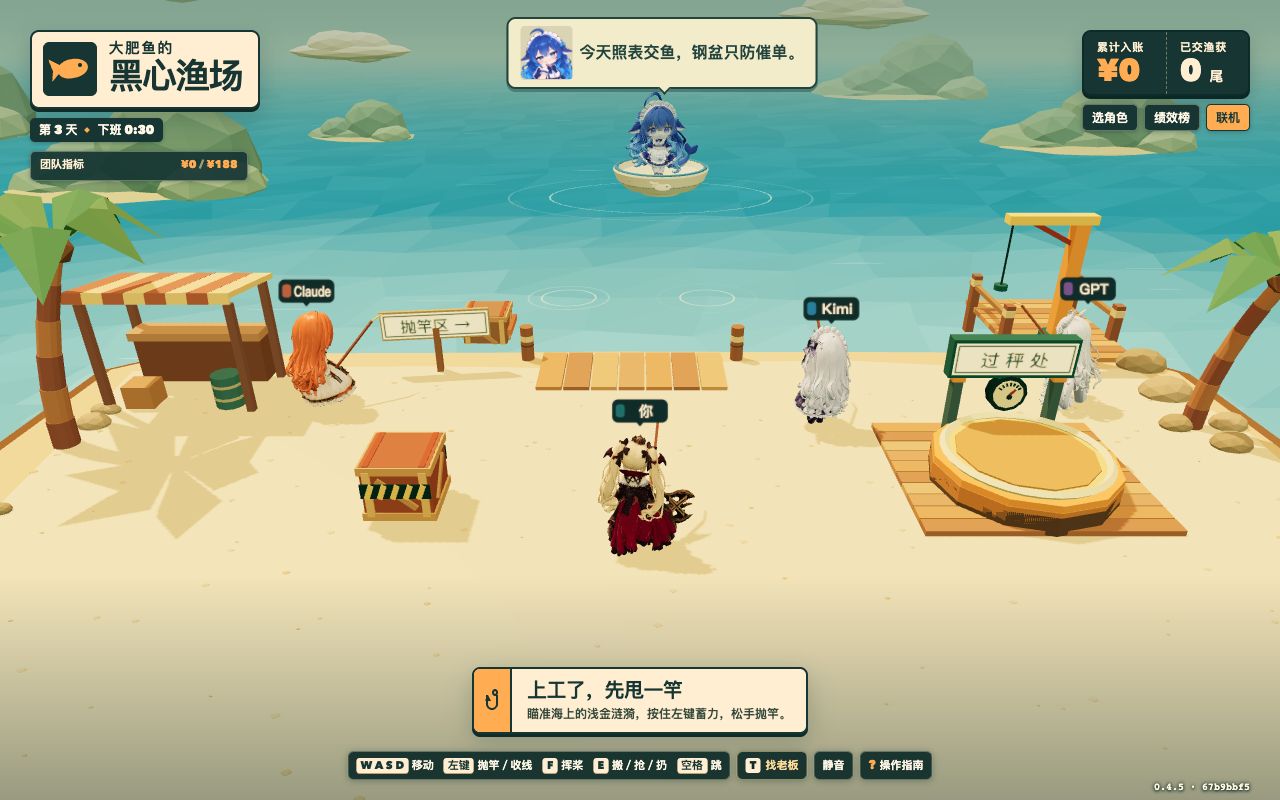 大肥鱼的
黑心渔场
第 3 天 • 下班 0:30
团队指标 ¥0 / ¥188
今天照表交鱼，钢盆只防催单。
累计入账 已交渔获
¥0 0 尾
选角色 绩效榜 联机
Claude
抛竿区 →
Kimi
GPT
过秤处
你
上工了，先甩一竿
瞄准海上的浅金涟漪，按住左键蓄力，松手抛竿。
WASD 移动 左键 抛竿 / 收线 F 挥桨 E 搬 / 抢 / 扔 空格 跳 T 找老板 静音 ? 操作指南
0.4.5 · 67b9bbf5